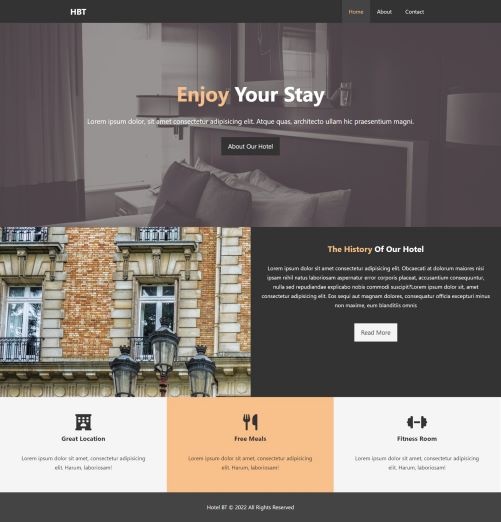 HBT
Home About Contact
Enjoy Your Stay
Lorem ipsum dolor, sit amet consectetur adipisicing elit. Atque quas, architecto ullam hic praesentium magni.
About Our Hotel
The History Of Our Hotel
Lorem ipsum dolor sit amet consectetur adipisicing elit. Obcaecati at dolorum maiores nisi
ipsam nihil natus laboriosam aspernatur error corporis placeat, accusantium consequuntur,
nulla sed repudiandae explicabo nobis commodi suscipit?Lorem ipsum dolor sit, amet
consectetur adipisicing elit. Eos sequi aut magnam dolores, consequatur officia excepturi minus
non maxime, eum blanditiis omnis
Read More
Great Location
Lorem ipsum dolor sit amet, consectetur adipisicing
elit. Harum, laboriosam!
Free Meals
Lorem ipsum dolor sit amet, consectetur adipisicing
elit. Harum, laboriosam!
Fitness Room
Lorem ipsum dolor sit amet, consectetur adipisicing
elit. Harum, laboriosam!
Hotel BT © 2022 All Rights Reserved